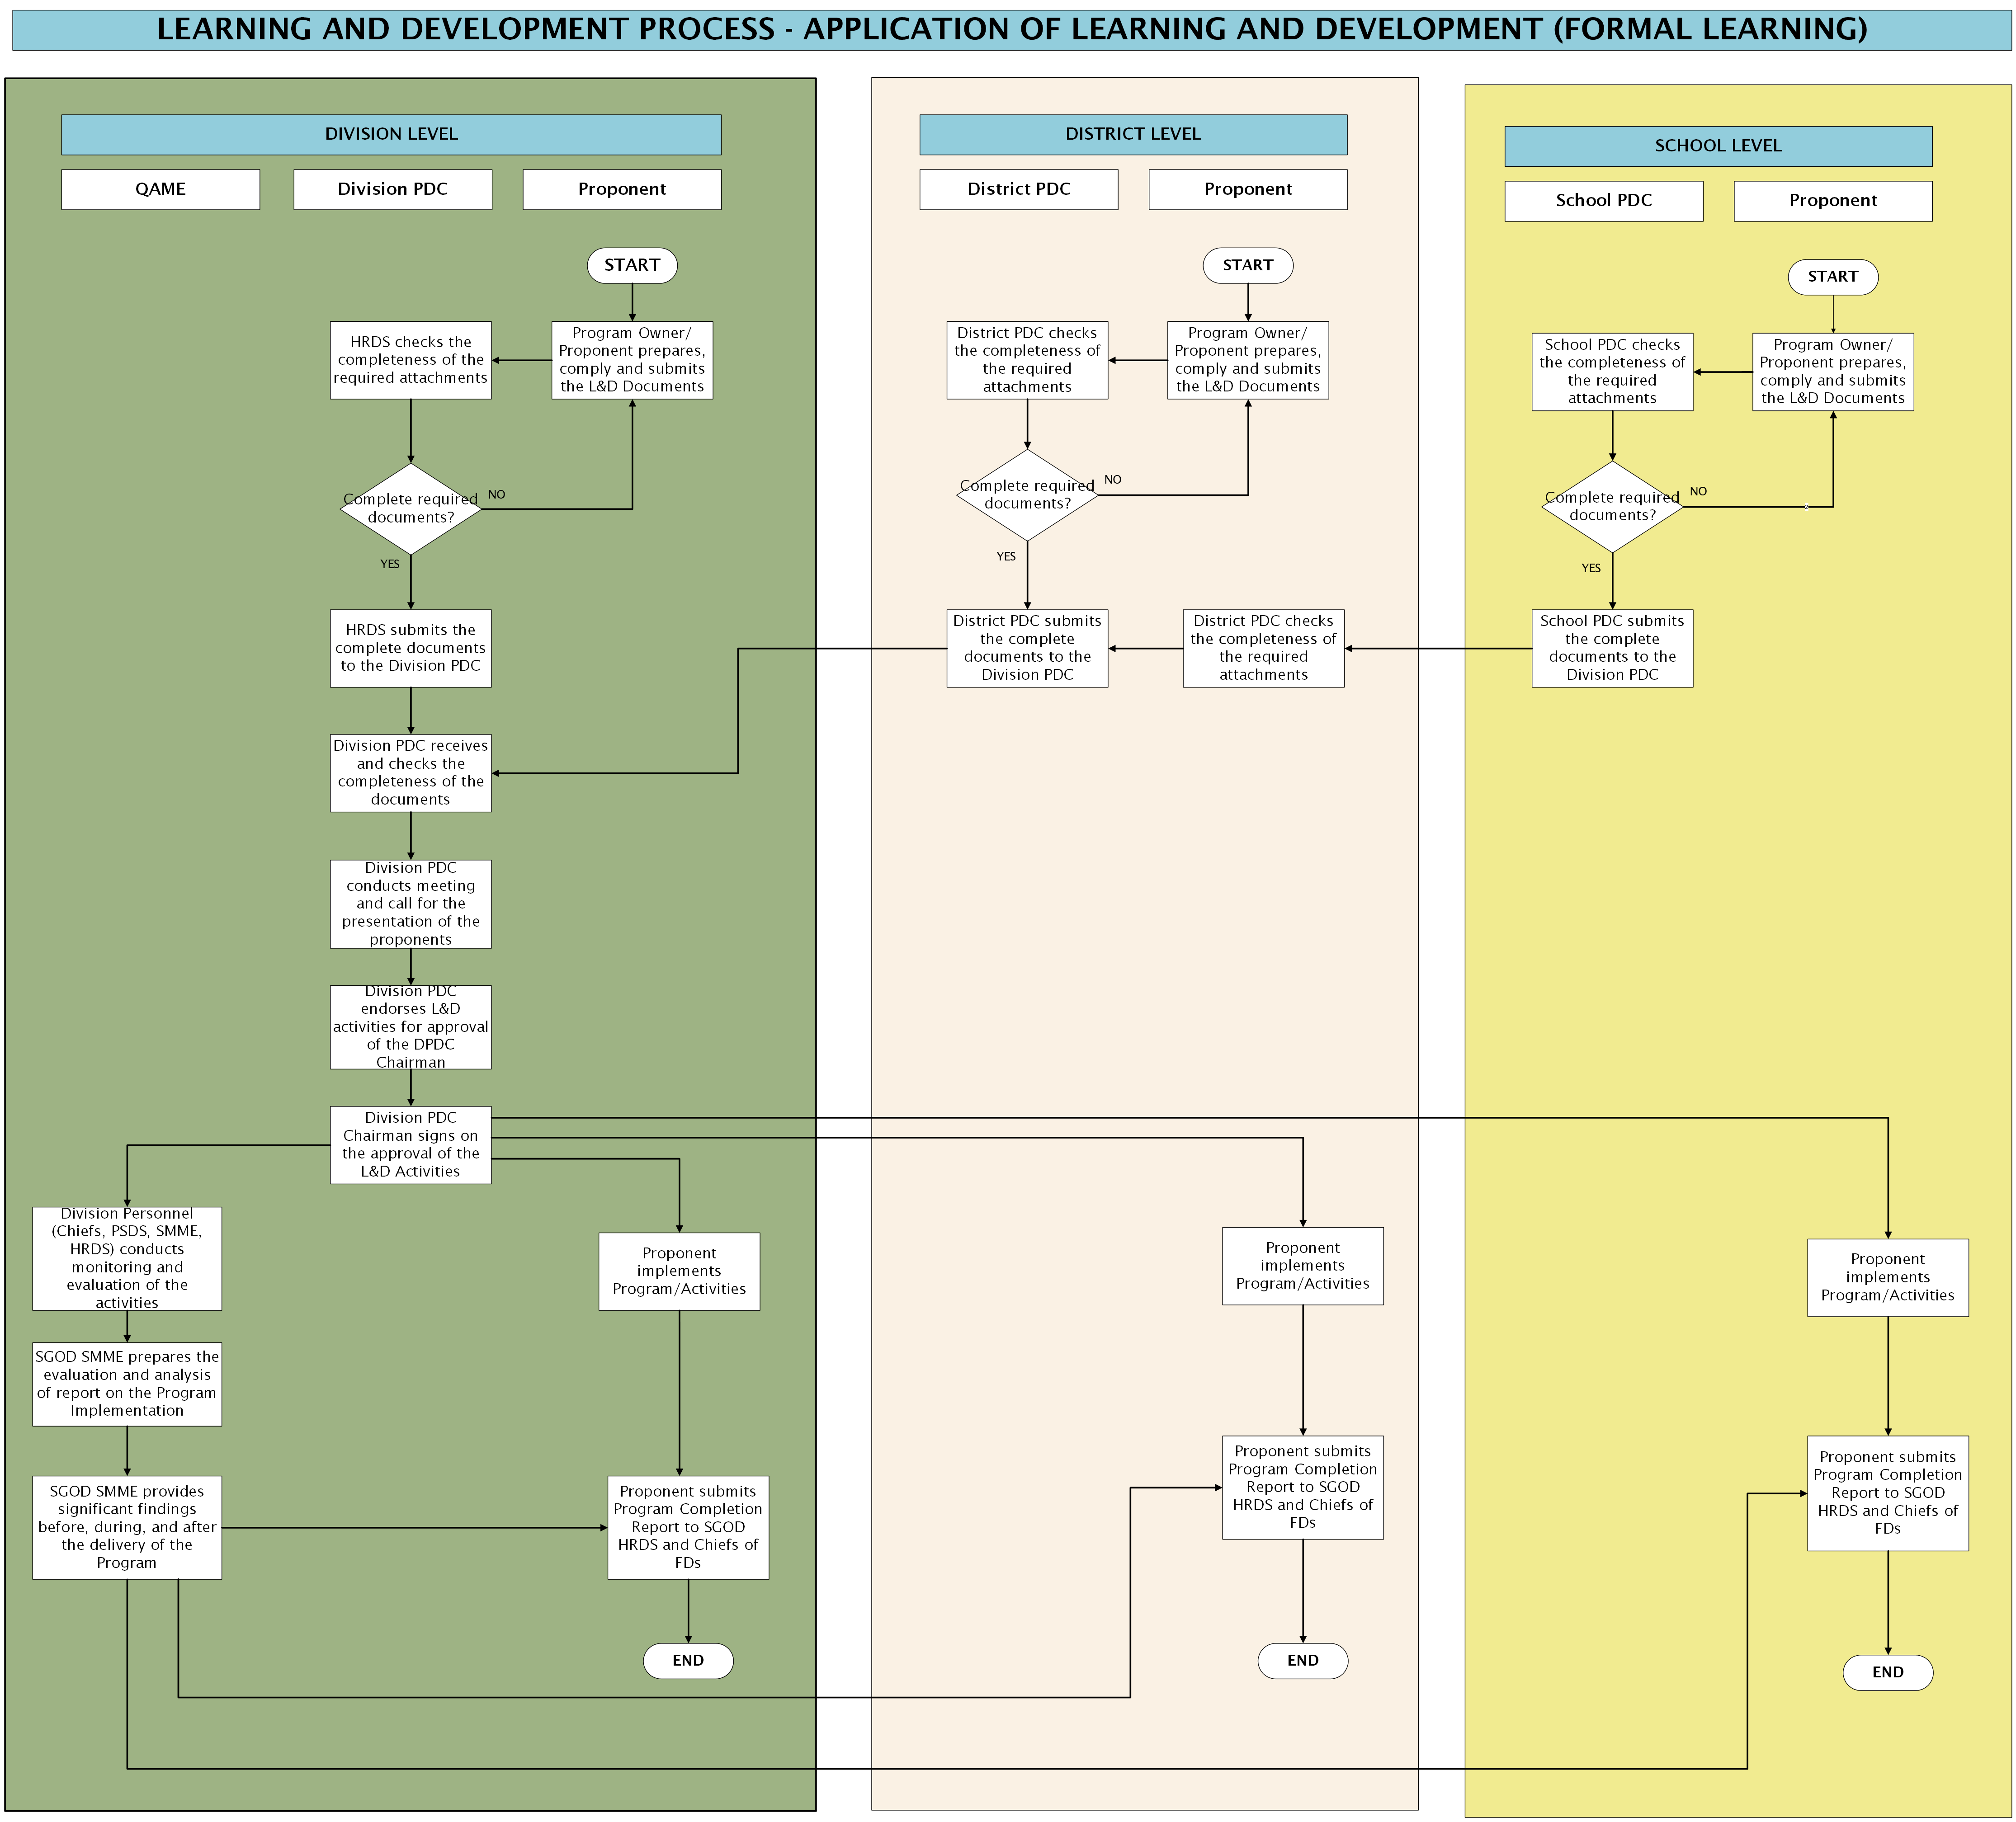 LEARNING AND DEVELOPMENT PROCESS - APPLICATION OF LEARNING AND DEVELOPMENT (FORMAL LEARNING)
DIVISION LEVEL
QAME
Division PDC
Proponent
START
Program Owner/
Proponent prepares,
comply and submits
the L&D Documents
HRDS checks the
completeness of the
required attachments
Complete required
documents?
NO
YES
HRDS submits the
complete documents
to the Division PDC
Division PDC receives
and checks the
completeness of the
documents
Division PDC
conducts meeting
and call for the
presentation of the
proponents
Division PDC
endorses L&D
activities for approval
of the DPDC
Chairman
Division PDC
Chairman signs on
the approval of the
L&D Activities
Division Personnel
(Chiefs, PSDS, SMME,
HRDS) conducts
monitoring and
evaluation of the
activities
SGOD SMME prepares the
evaluation and analysis
of report on the Program
Implementation
SGOD SMME provides
significant findings
before, during, and after
the delivery of the
Program
Proponent
implements
Program/Activities
Proponent submits
Program Completion
Report to SGOD
HRDS and Chiefs of
FDs
END
DISTRICT LEVEL
District PDC
Proponent
START
Program Owner/
Proponent prepares,
comply and submits
the L&D Documents
District PDC checks
the completeness of
the required
attachments
Complete required
documents?
NO
YES
District PDC submits
the complete
documents to the
Division PDC
District PDC checks
the completeness of
the required
attachments
Proponent
implements
Program/Activities
Proponent submits
Program Completion
Report to SGOD
HRDS and Chiefs of
FDs
END
SCHOOL LEVEL
School PDC
Proponent
START
Program Owner/
Proponent prepares,
comply and submits
the L&D Documents
School PDC checks
the completeness of
the required
attachments
Complete required
documents?
NO
YES
School PDC submits
the complete
documents to the
Division PDC
Proponent
implements
Program/Activities
Proponent submits
Program Completion
Report to SGOD
HRDS and Chiefs of
FDs
END